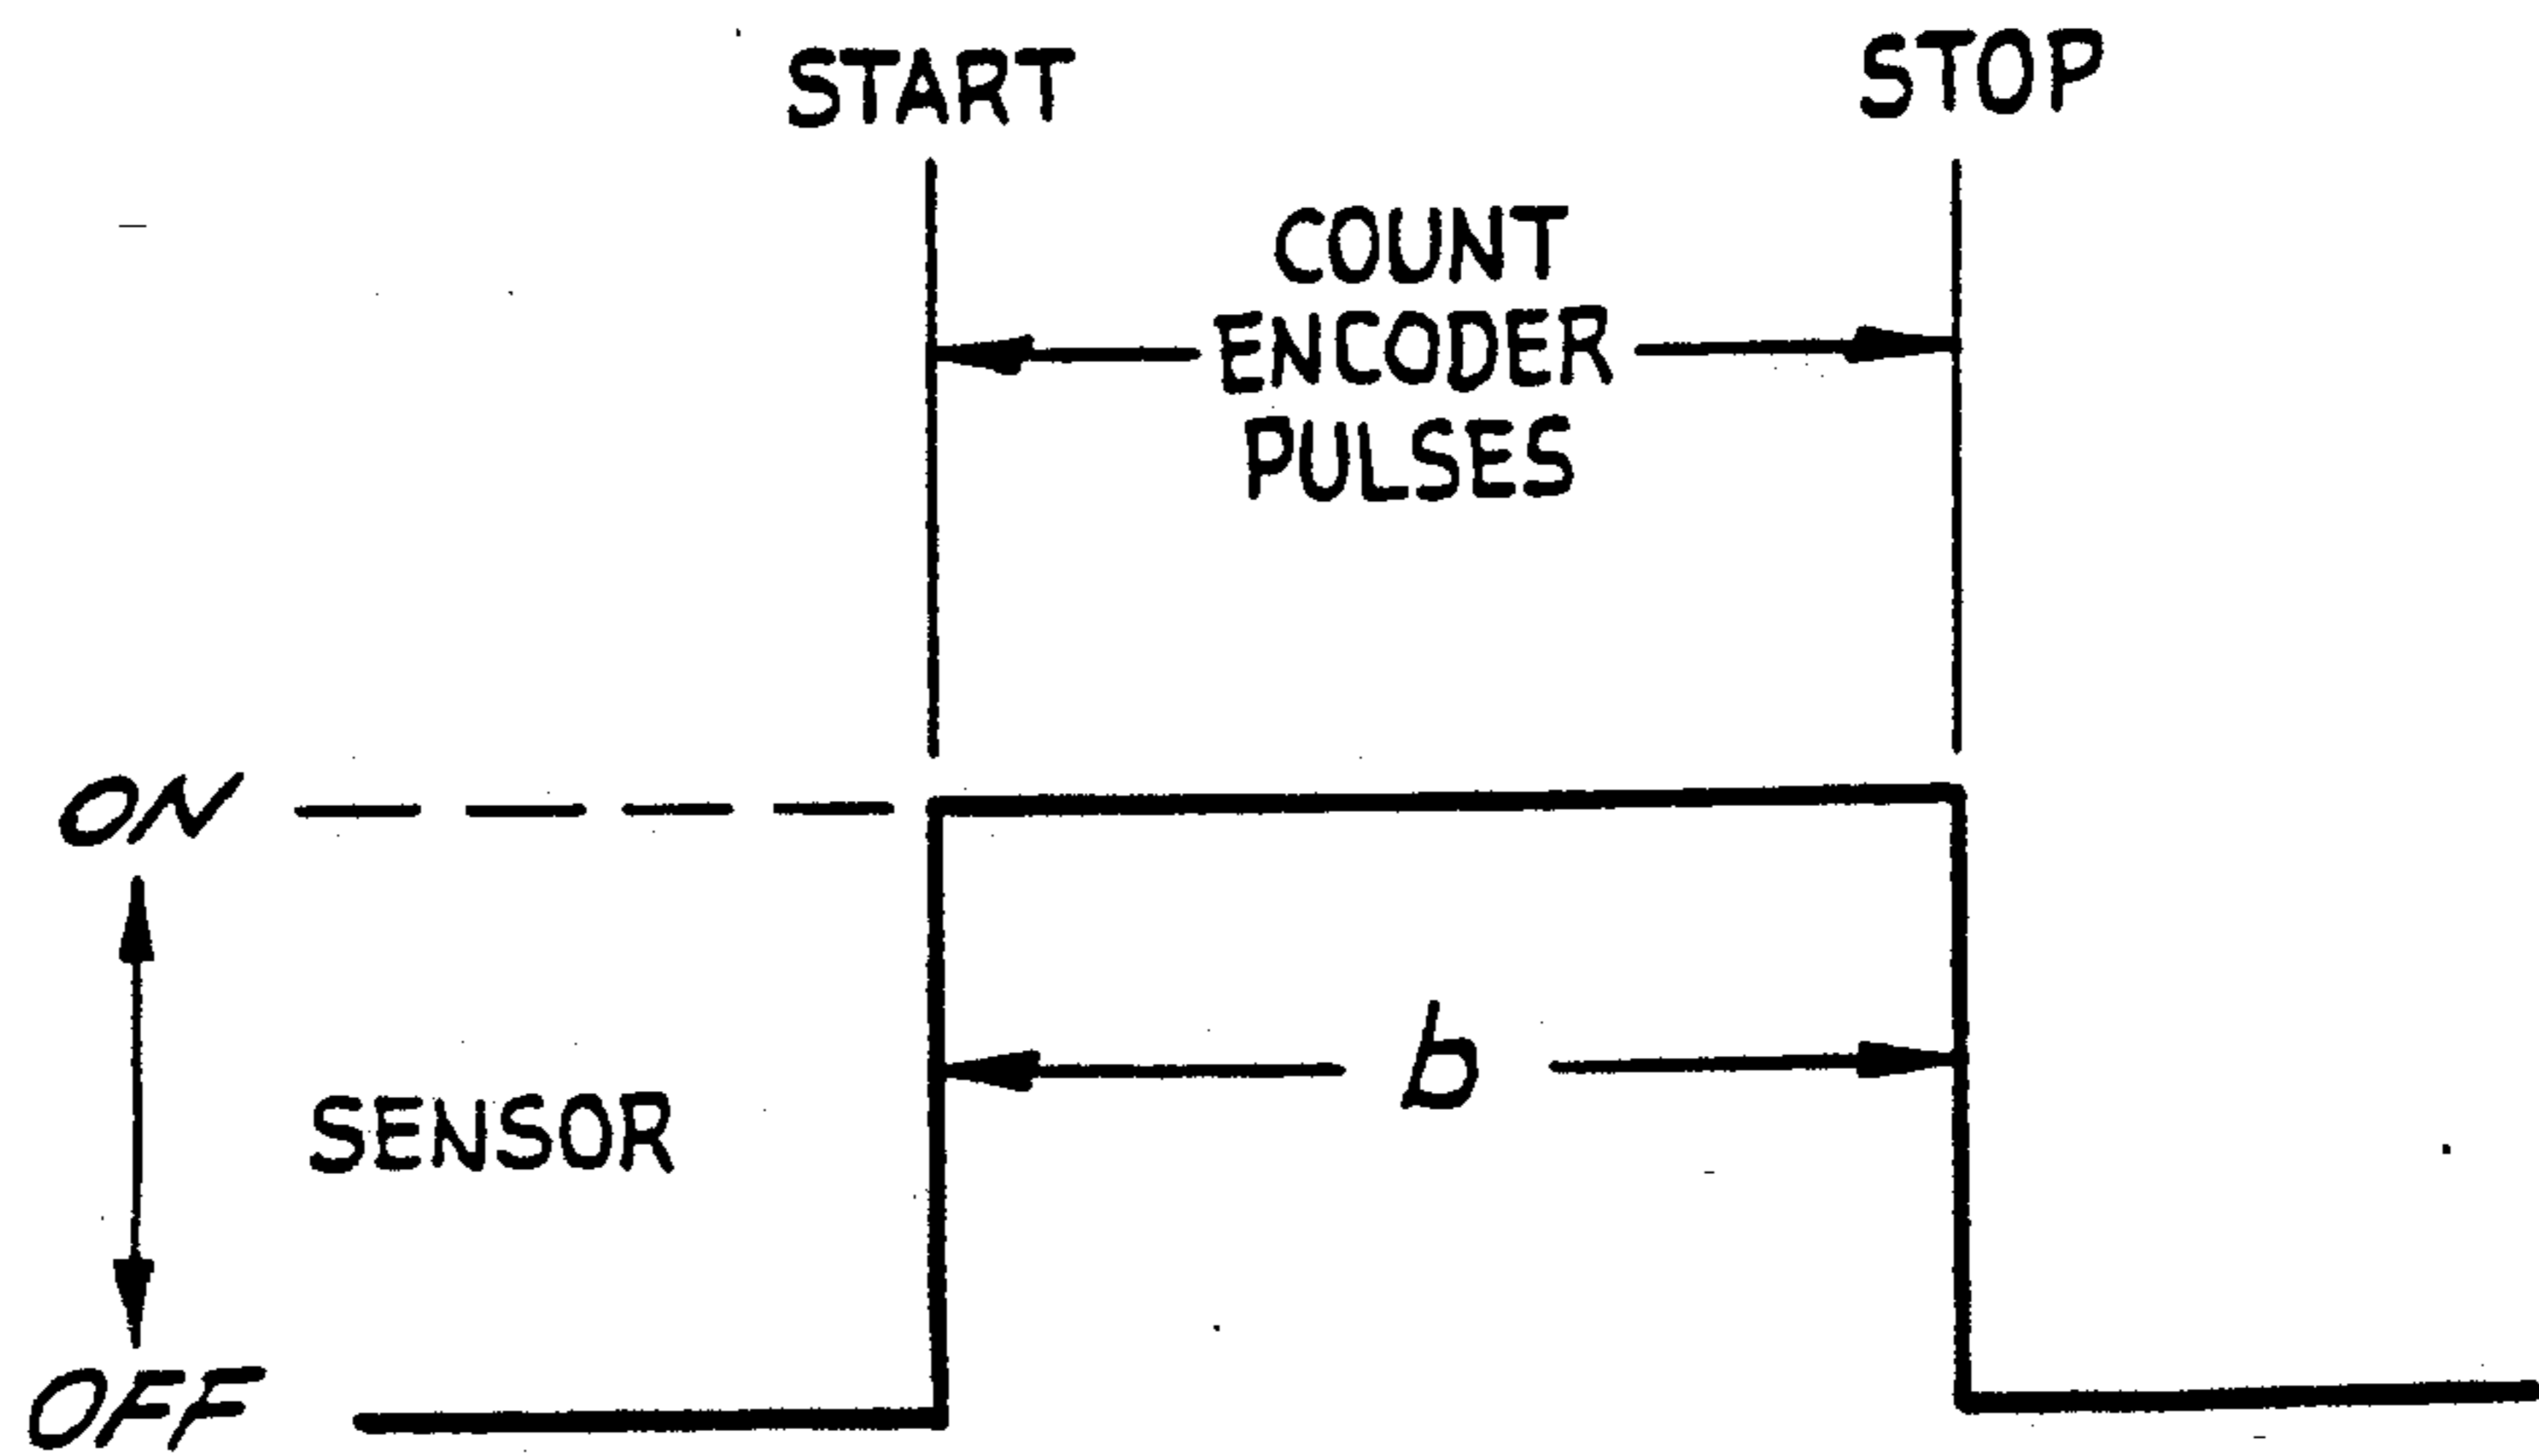 START
STOP
COUNT
ENCODER
PULSES
ON
b
SENSOR
OFF